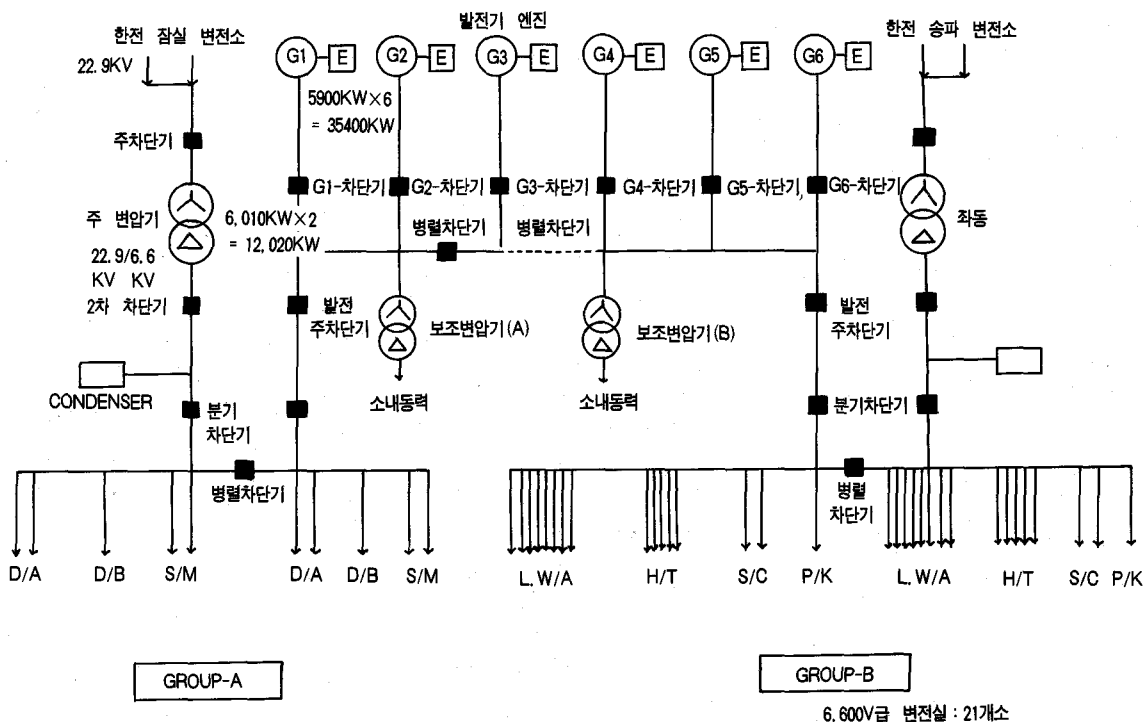 발전기 엔진
한전 잠실 변전소
22.9KV
G1 E G2 E G3 E G4 E G5 E G6 E
한전 송파 변전소
5900KW×6
= 35400KW
주차단기
G1-차단기 G2-차단기 G3-차단기 G4-차단기 G5-차단기 G6-차단기
주 변압기
6,010KW×2
= 12,020KW
병렬차단기 병렬차단기
좌동
22.9/6.6
KV KV
2차 차단기
발전
주차단기
보조변압기(A)
보조변압기(B)
발전
주차단기
CONDENSER
분기
차단기
소내동력
소내동력
분기차단기
병렬차단기
병렬
차단기
D/A D/B S/M D/A D/B S/M L.W/A H/T S/C P/K L.W/A H/T S/C P/K
GROUP-A
GROUP-B
6,600V급 변전실 : 21개소